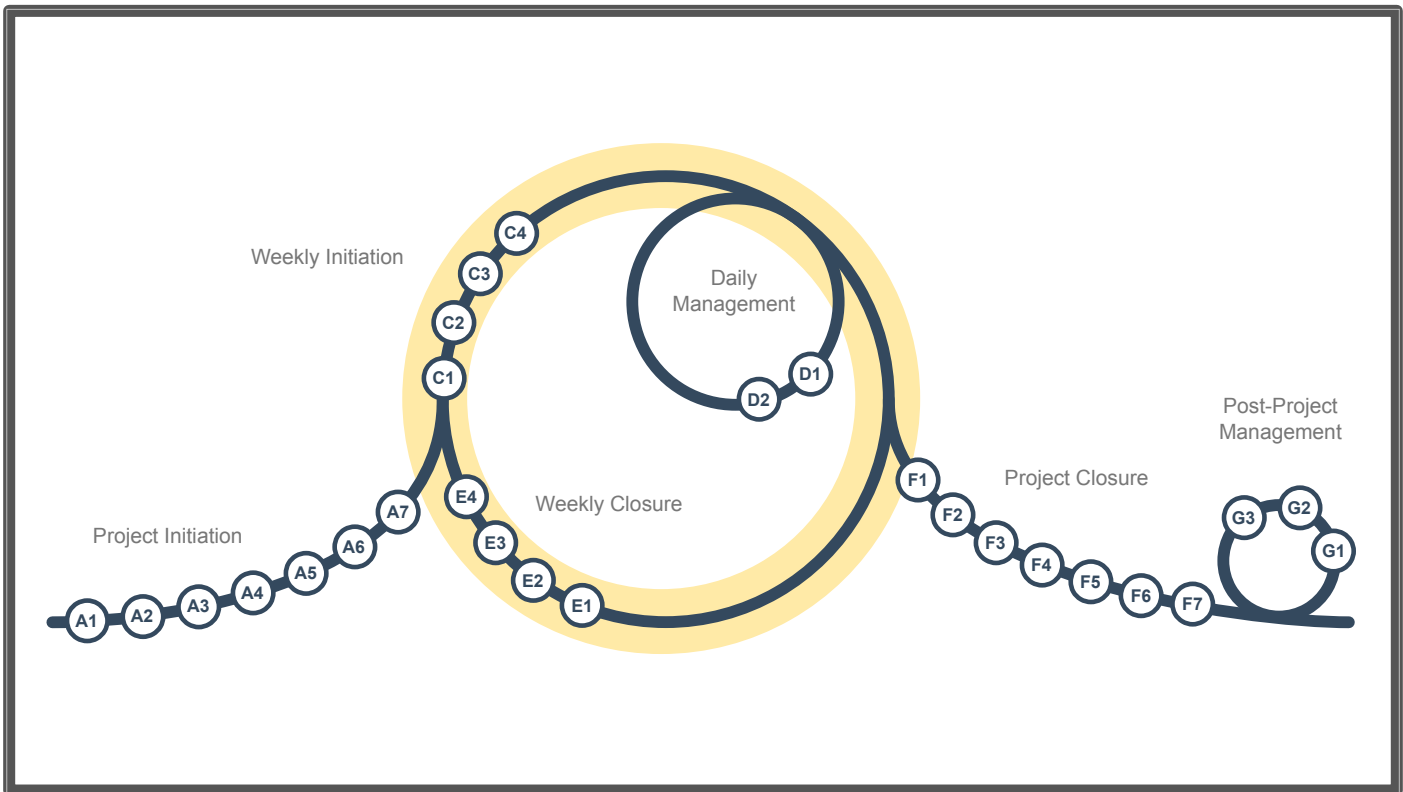 Weekly Initiation
C4
C3
C2
C1
Daily
Management
D1
D2
Weekly Closure
E4
E3
E2
E1
Project Initiation
A1
A2
A3
A4
A5
A6
A7
Project Closure
F1
F2
F3
F4
F5
F6
F7
Post-Project
Management
G3
G2
G1